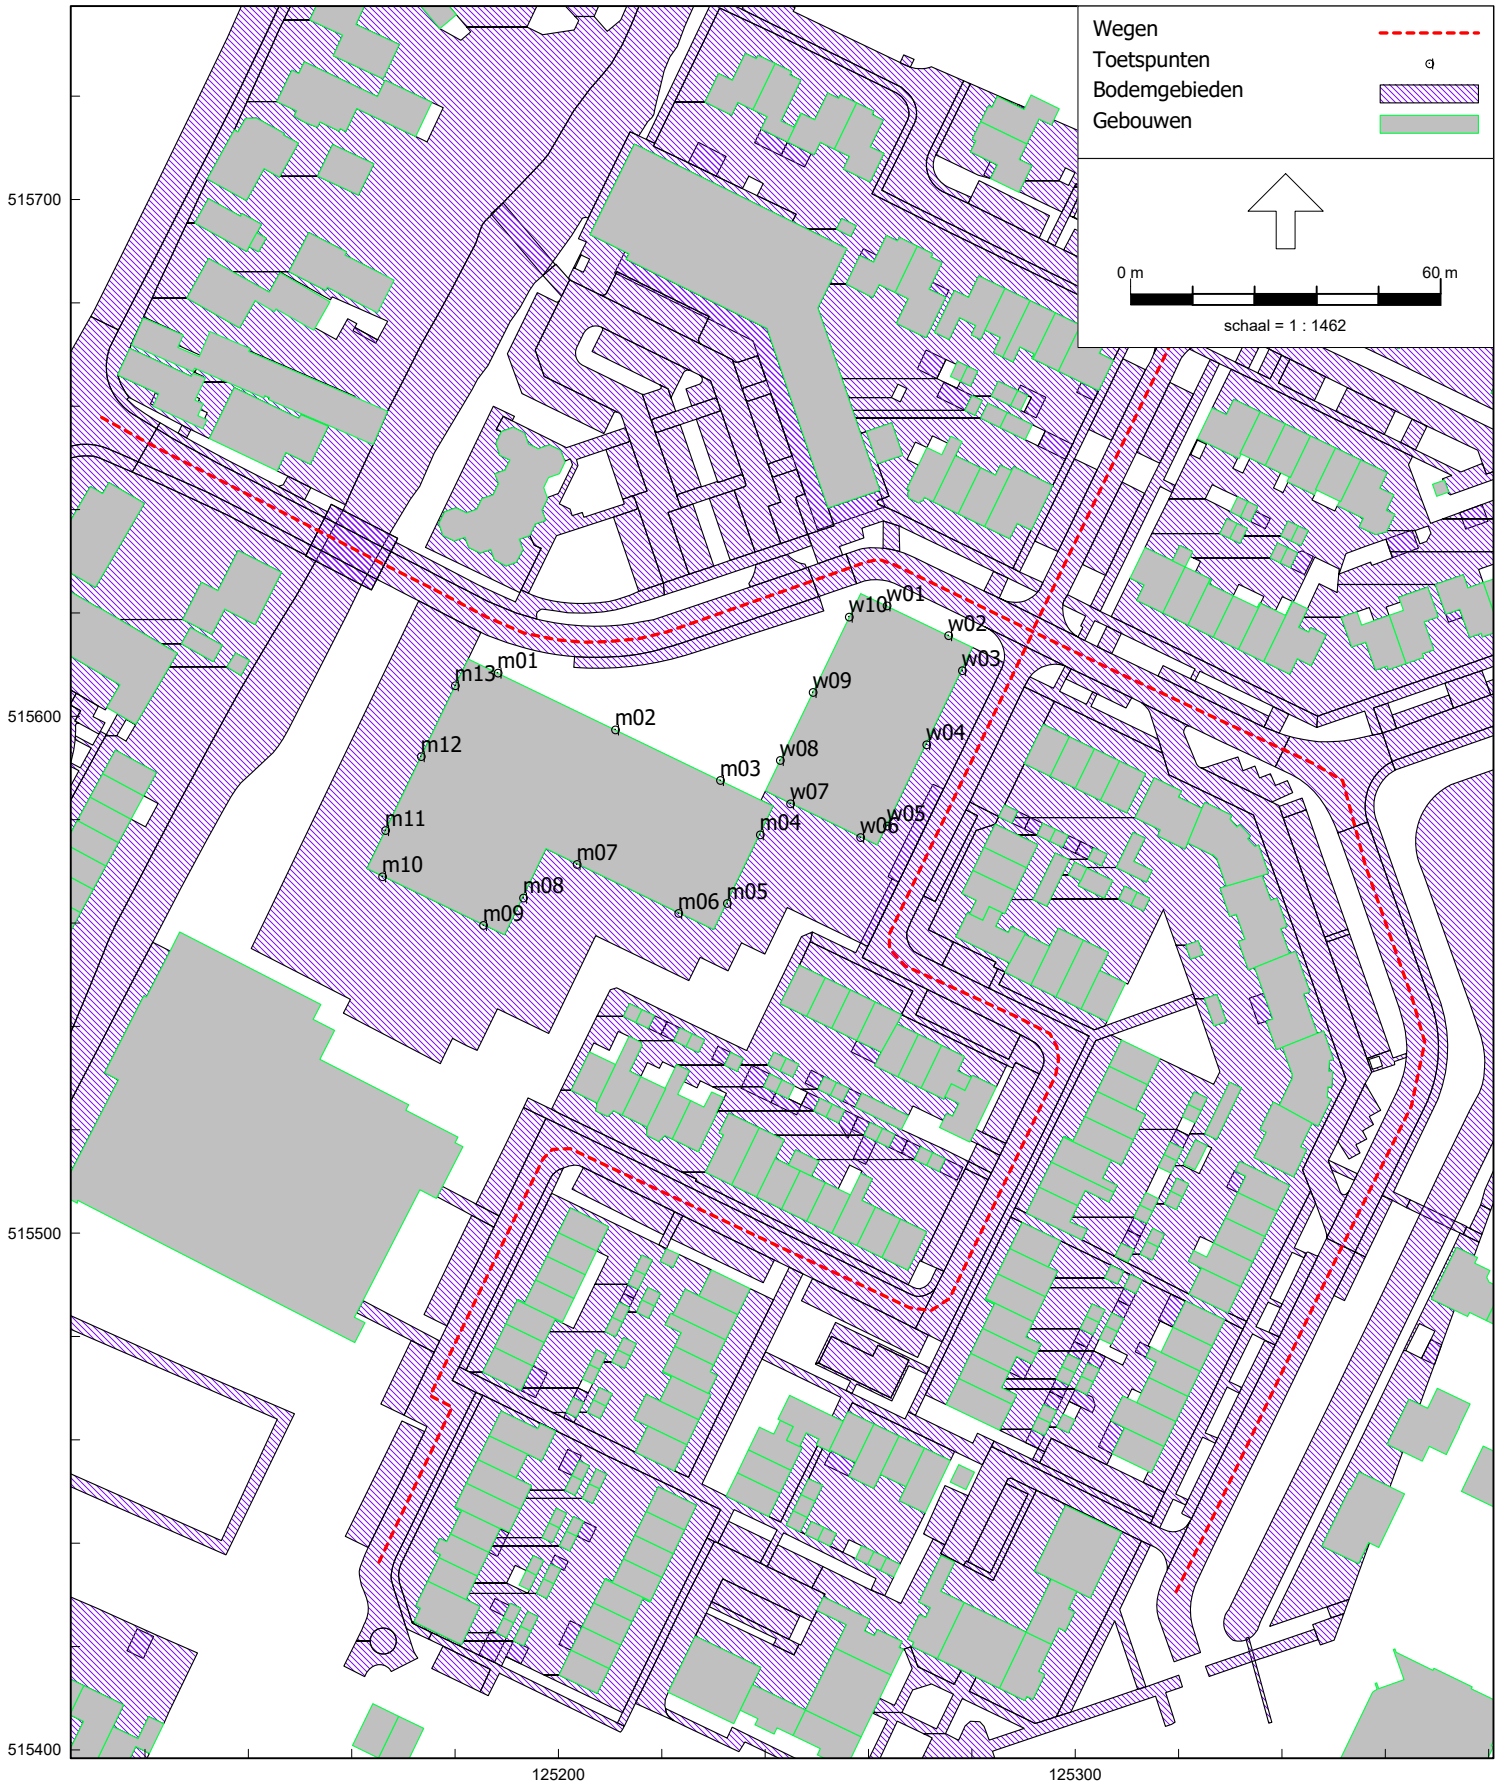 Wegen
Toetspunten
Bodemgebieden
Gebouwen
0 m 60 m
schaal = 1 : 1462
515700
515600
515500
515400
125200
125300
w01
w10
w02
w03
w09
w04
w08
w07
w05
w06
m01
m13
m02
m12
m03
m04
m11
m07
m10
m08
m05
m06
m09